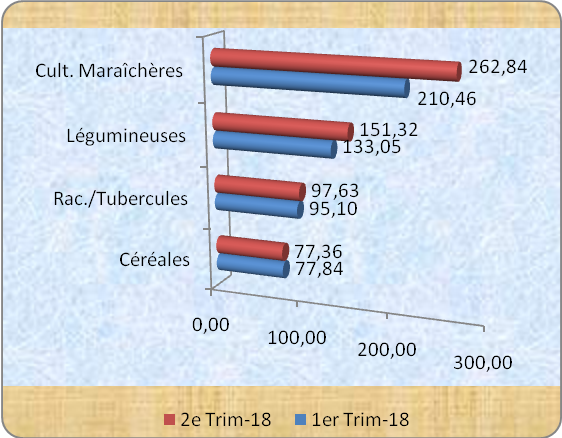 Cult. Maraîchères
262,84
210,46
Légumineuses
151,32
133,05
Rac./Tubercules
97,63
95,10
Céréales
77,36
77,84
0,00
100,00
200,00
300,00
2e Trim-18 1er Trim-18